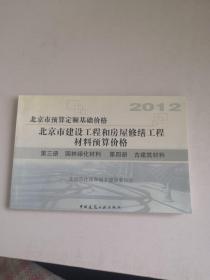 2012
北京市预算定额基础价格
北京市建设工程和房屋修缮工程
材料预算价格
第三册 园林绿化材料 第四册 古建筑材料
中国建筑工业出版社